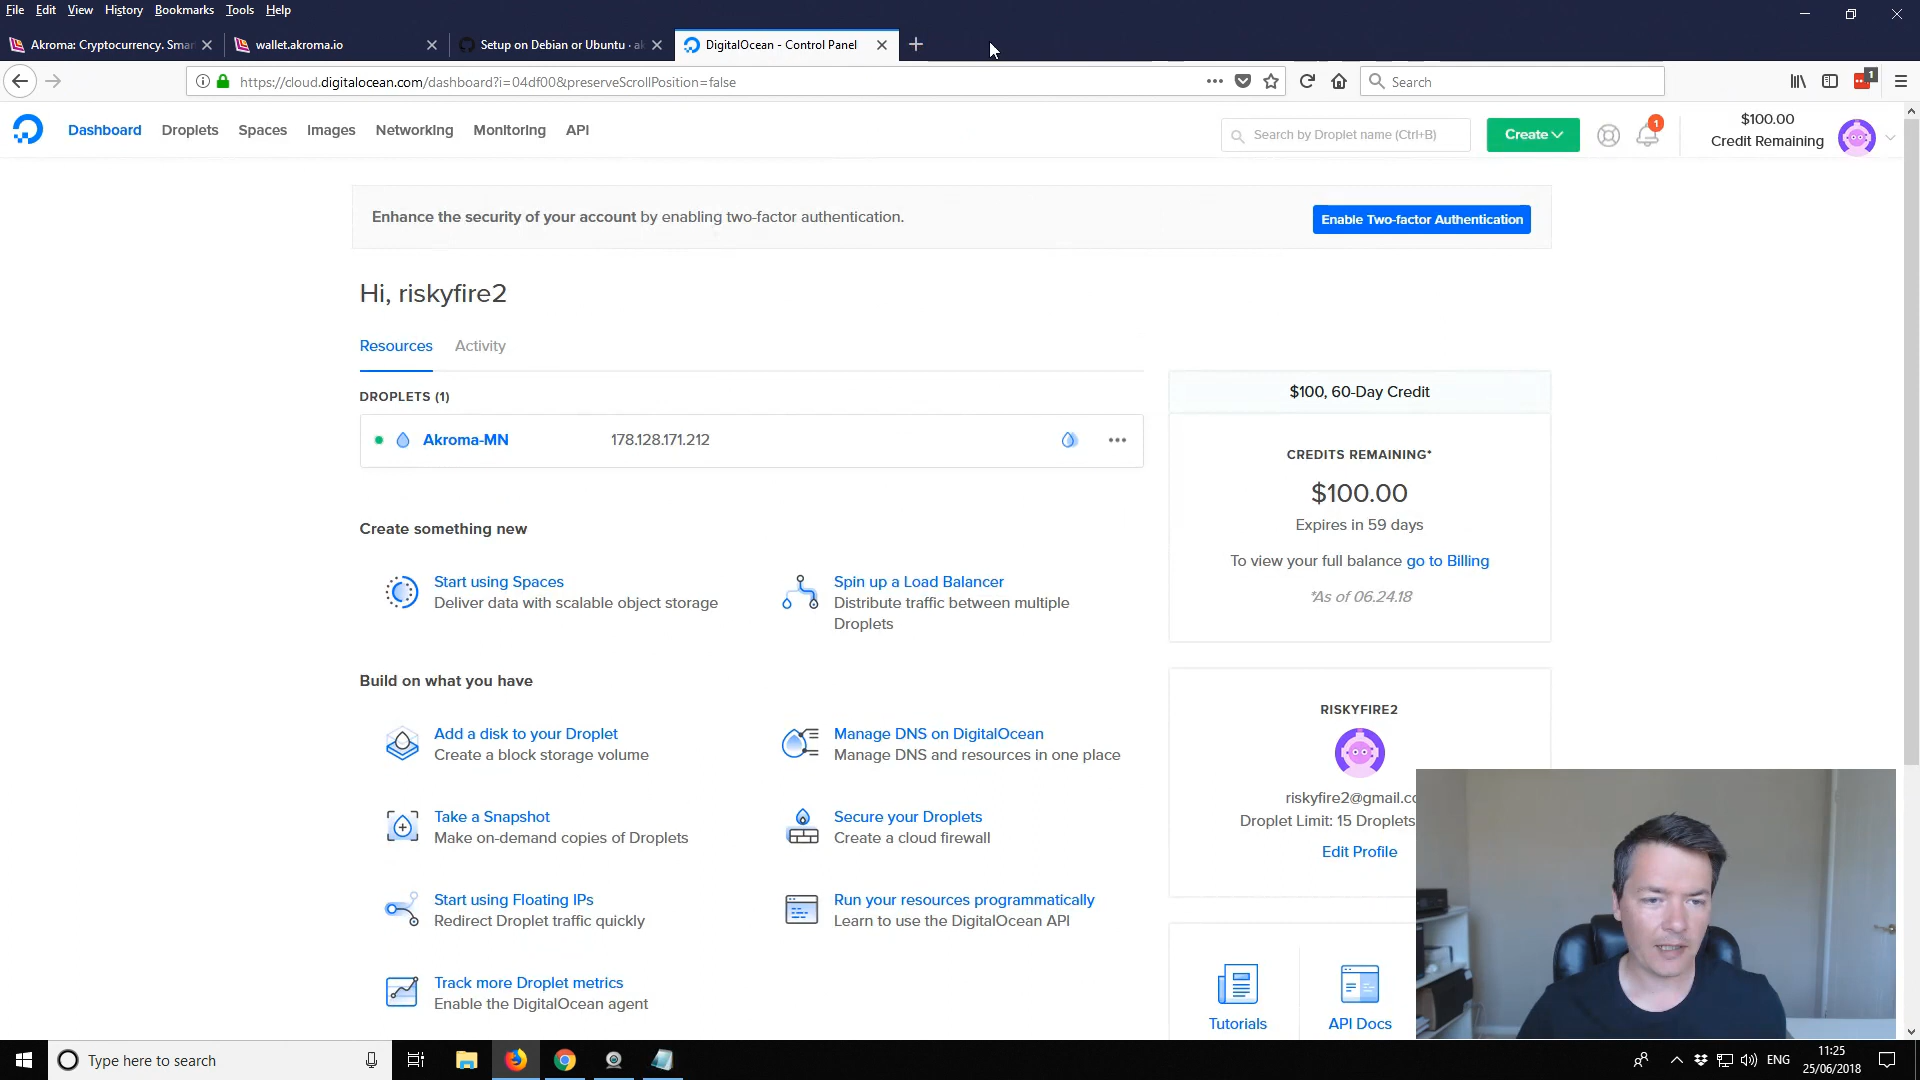 File Edit View History Bookmarks Tools Help
Akroma: Cryptocurrency. Smar
wallet.akroma.io
Setup on Debian or Ubuntu · ak
DigitalOcean - Control Panel
https://cloud.digitalocean.com/dashboard?i=04df00&preserveScrollPosition=false
Search
1
Dashboard Droplets Spaces Images Networking Monitoring API
Search by Droplet name (Ctrl+B)
Create
1
$100.00
Credit Remaining
Enhance the security of your account by enabling two-factor authentication.
Enable Two-factor Authentication
Hi, riskyfire2
Resources Activity
DROPLETS (1)
Akroma-MN 178.128.171.212
Create something new
Start using Spaces
Deliver data with scalable object storage
Spin up a Load Balancer
Distribute traffic between multiple
Droplets
Build on what you have
Add a disk to your Droplet
Create a block storage volume
Manage DNS on DigitalOcean
Manage DNS and resources in one place
Take a Snapshot
Make on-demand copies of Droplets
Secure your Droplets
Create a cloud firewall
Start using Floating IPs
Redirect Droplet traffic quickly
Run your resources programmatically
Learn to use the DigitalOcean API
Track more Droplet metrics
Enable the DigitalOcean agent
$100, 60-Day Credit
CREDITS REMAINING*
$100.00
Expires in 59 days
To view your full balance go to Billing
*As of 06.24.18
RISKYFIRE2
riskyfire2@gmail.co
Droplet Limit: 15 Droplets
Edit Profile
Tutorials
API Docs
Type here to search
ENG
11:25
25/06/2018